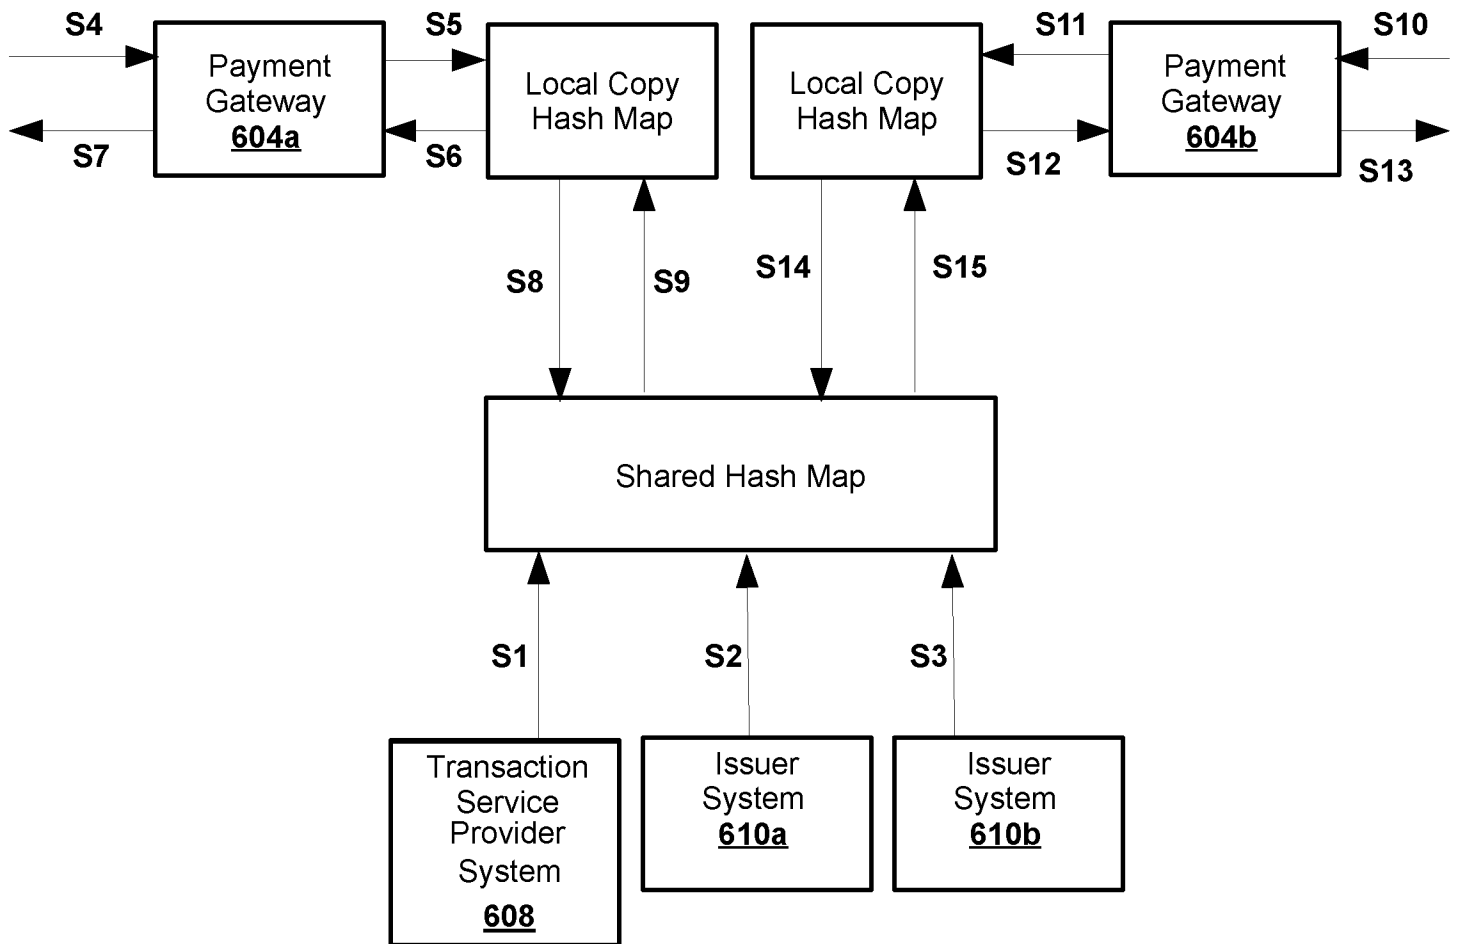 S4
S5
S11
S10
Payment
Gateway
604a
Local Copy
Hash Map
Local Copy
Hash Map
Payment
Gateway
604b
S7
S6
S12
S13
S8
S9
S14
S15
Shared Hash Map
S1
S2
S3
Transaction
Service
Provider
System
608
Issuer
System
610a
Issuer
System
610b